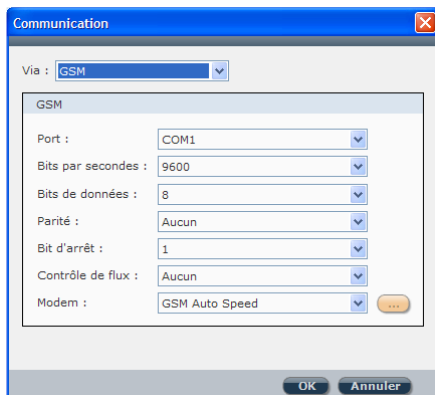 Communication
Via : GSM
GSM
Port : COM1
Bits par secondes : 9600
Bits de données : 8
Parité : Aucun
Bit d'arrêt : 1
Contrôle de flux : Aucun
Modem : GSM Auto Speed ...
OK Annuler